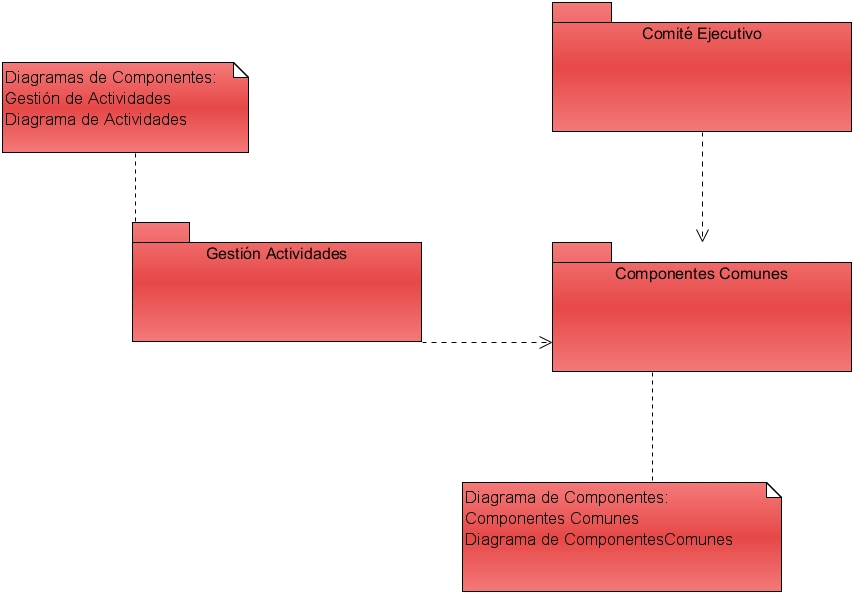 Comité Ejecutivo
Diagramas de Componentes:
Gestión de Actividades
Diagrama de Actividades
Gestión Actividades
Componentes Comunes
Diagrama de Componentes:
Componentes Comunes
Diagrama de ComponentesComunes